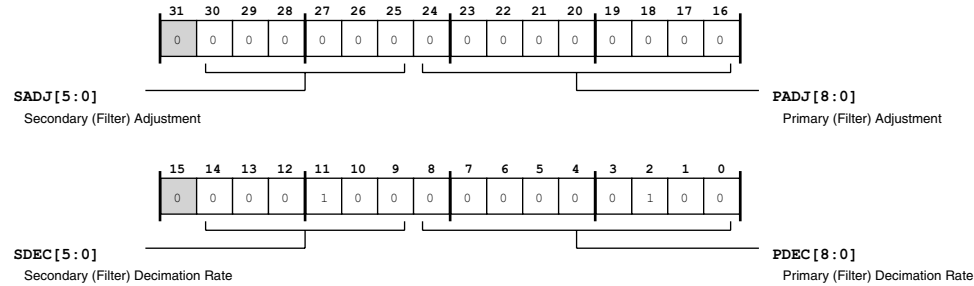 31 30 29 28 27 26 25 24 23 22 21 20 19 18 17 16
0 0 0 0 0 0 0 0 0 0 0 0 0 0 0 0
SADJ[5:0] PADJ[8:0]
Secondary (Filter) Adjustment Primary (Filter) Adjustment
15 14 13 12 11 10 9 8 7 6 5 4 3 2 1 0
0 0 0 0 1 0 0 0 0 0 0 0 0 1 0 0
SDEC[5:0] PDEC[8:0]
Secondary (Filter) Decimation Rate Primary (Filter) Decimation Rate